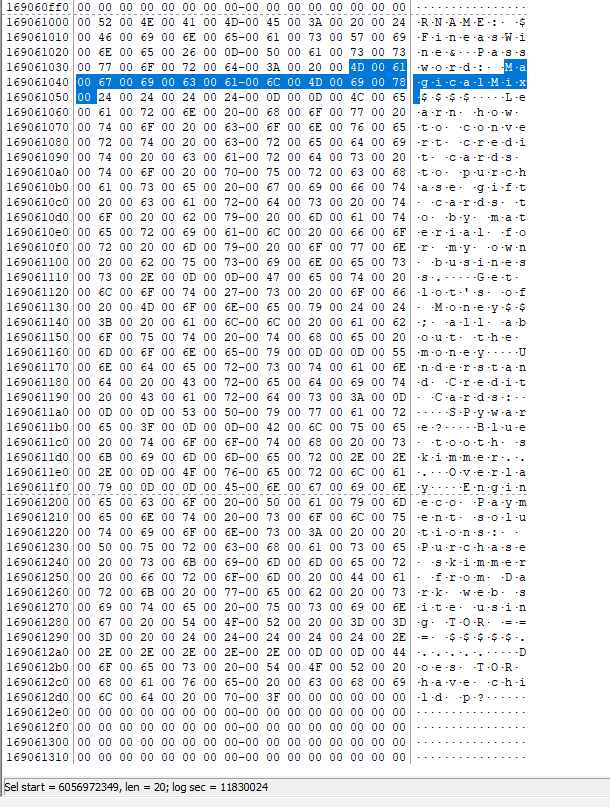 169060ff0 00 00 00 00 00 00 00 00-00 00 00 00 00 00 00 00 ················
169061000 00 52 00 4E 00 41 00 4D-00 45 00 3A 00 20 00 24 ·R·N·A·M·E·:· ·$
169061010 00 46 00 69 00 6E 00 65-00 61 00 73 00 57 00 69 ·F·i·n·e·a·s·W·i
169061020 00 6E 00 65 00 26 00 0D-00 50 00 61 00 73 00 73 ·n·e·&···P·a·s·s
169061030 00 77 00 6F 00 72 00 64-00 3A 00 20 00 4D 00 61 ·w·o·r·d·:· ·M·a
169061040 00 67 00 69 00 63 00 61-00 6C 00 4D 00 69 00 78 ·g·i·c·a·l·M·i·x
169061050 00 24 00 24 00 24 00 24-00 0D 00 0D 00 4C 00 65 ·$·$·$·$·····L·e
169061060 00 61 00 72 00 6E 00 20-00 68 00 6F 00 77 00 20 ·a·r·n· ·h·o·w· 
169061070 00 74 00 6F 00 20 00 63-00 6F 00 6E 00 76 00 65 ·t·o· ·c·o·n·v·e
169061080 00 72 00 74 00 20 00 63-00 72 00 65 00 64 00 69 ·r·t· ·c·r·e·d·i
169061090 00 74 00 20 00 63 00 61-00 72 00 64 00 73 00 20 ·t· ·c·a·r·d·s· 
1690610a0 00 74 00 6F 00 20 00 70-00 75 00 72 00 63 00 68 ·t·o· ·p·u·r·c·h
1690610b0 00 61 00 73 00 65 00 20-00 67 00 69 00 66 00 74 ·a·s·e· ·g·i·f·t
1690610c0 00 20 00 63 00 61 00 72-00 64 00 73 00 20 00 74 · ·c·a·r·d·s· ·t
1690610d0 00 6F 00 20 00 62 00 79-00 20 00 6D 00 61 00 74 ·o· ·b·y· ·m·a·t
1690610e0 00 65 00 72 00 69 00 61-00 6C 00 20 00 66 00 6F ·e·r·i·a·l· ·f·o
1690610f0 00 72 00 20 00 6D 00 79-00 20 00 6F 00 77 00 6E ·r· ·m·y· ·o·w·n
169061100 00 20 00 62 00 75 00 73-00 69 00 6E 00 65 00 73 · ·b·u·s·i·n·e·s
169061110 00 73 00 2E 00 0D 00 0D-00 47 00 65 00 74 00 20 ·s·.·····G·e·t· 
169061120 00 6C 00 6F 00 74 00 27-00 73 00 20 00 6F 00 66 ·l·o·t·'·s· ·o·f
169061130 00 20 00 4D 00 6F 00 6E-00 65 00 79 00 24 00 24 · ·M·o·n·e·y·$·$
169061140 00 3B 00 20 00 61 00 6C-00 6C 00 20 00 61 00 62 ·;· ·a·l·l· ·a·b
169061150 00 6F 00 75 00 74 00 20-00 74 00 68 00 65 00 20 ·o·u·t· ·t·h·e· 
169061160 00 6D 00 6F 00 6E 00 65-00 79 00 0D 00 0D 00 55 ·m·o·n·e·y·····U
169061170 00 6E 00 64 00 65 00 72-00 73 00 74 00 61 00 6E ·n·d·e·r·s·t·a·n
169061180 00 64 00 20 00 43 00 72-00 65 00 64 00 69 00 74 ·d· ·C·r·e·d·i·t
169061190 00 20 00 43 00 61 00 72-00 64 00 73 00 3A 00 0D · ·C·a·r·d·s·:··
1690611a0 00 0D 00 0D 00 53 00 50-00 79 00 77 00 61 00 72 ·····S·P·y·w·a·r
1690611b0 00 65 00 3F 00 0D 00 0D-00 42 00 6C 00 75 00 65 ·e·?·····B·l·u·e
1690611c0 00 20 00 74 00 6F 00 6F-00 74 00 68 00 20 00 73 · ·t·o·o·t·h· ·s
1690611d0 00 6B 00 69 00 6D 00 6D-00 65 00 72 00 2E 00 2E ·k·i·m·m·e·r·.·.
1690611e0 00 2E 00 0D 00 4F 00 76-00 65 00 72 00 6C 00 61 ·.···O·v·e·r·l·a
1690611f0 00 79 00 0D 00 0D 00 45-00 6E 00 67 00 69 00 6E ·y·····E·n·g·i·n
169061200 00 65 00 63 00 6F 00 20-00 50 00 61 00 79 00 6D ·e·c·o· ·P·a·y·m
169061210 00 65 00 6E 00 74 00 20-00 73 00 6F 00 6C 00 75 ·e·n·t· ·s·o·l·u
169061220 00 74 00 69 00 6F 00 6E-00 73 00 3A 00 20 00 20 ·t·i·o·n·s·:· · 
169061230 00 50 00 75 00 72 00 63-00 68 00 61 00 73 00 65 ·P·u·r·c·h·a·s·e
169061240 00 20 00 73 00 6B 00 69-00 6D 00 6D 00 65 00 72 · ·s·k·i·m·m·e·r
169061250 00 20 00 66 00 72 00 6F-00 6D 00 20 00 44 00 61 · ·f·r·o·m· ·D·a
169061260 00 72 00 6B 00 20 00 77-00 65 00 62 00 20 00 73 ·r·k· ·w·e·b· ·s
169061270 00 69 00 74 00 65 00 20-00 75 00 73 00 69 00 6E ·i·t·e· ·u·s·i·n
169061280 00 67 00 20 00 54 00 4F-00 52 00 20 00 3D 00 3D ·g· ·T·O·R· ·=·=
169061290 00 3D 00 20 00 24 00 24-00 24 00 24 00 24 00 2E ·=· ·$·$·$·$·$·.
1690612a0 00 2E 00 2E 00 2E 00 2E-00 2E 00 0D 00 0D 00 44 ·.·.·.·.·.·····D
1690612b0 00 6F 00 65 00 73 00 20-00 54 00 4F 00 52 00 20 ·o·e·s· ·T·O·R· 
1690612c0 00 68 00 61 00 76 00 65-00 20 00 63 00 68 00 69 ·h·a·v·e· ·c·h·i
1690612d0 00 6C 00 64 00 20 00 70-00 3F 00 00 00 00 00 00 ·l·d· ·p·?······
1690612e0 00 00 00 00 00 00 00 00-00 00 00 00 00 00 00 00 ················
1690612f0 00 00 00 00 00 00 00 00-00 00 00 00 00 00 00 00 ················
169061300 00 00 00 00 00 00 00 00-00 00 00 00 00 00 00 00 ················
169061310 00 00 00 00 00 00 00 00-00 00 00 00 00 00 00 00 ················
Sel start = 6056972349, len = 20; log sec = 11830024